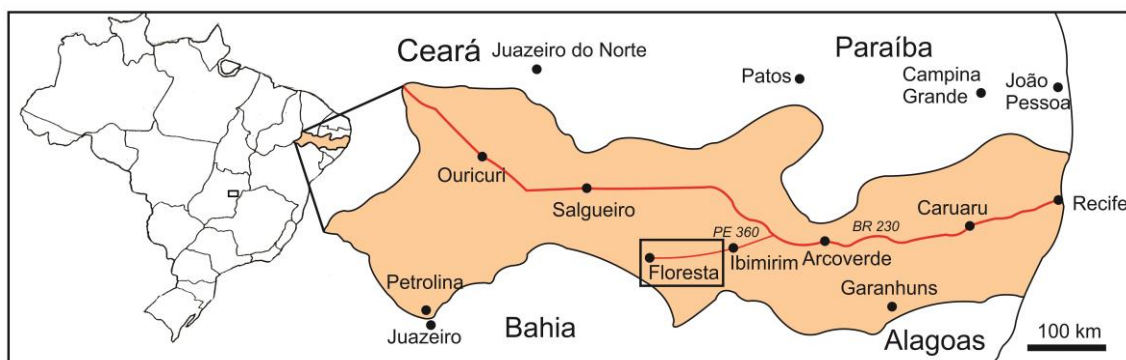 Ceará
Juazeiro do Norte
Paraíba
Patos
Campina
Grande
João
Pessoa
Ouricuri
Salgueiro
Caruaru
Recife
PE 360
BR 230
Floresta
Ibimirim
Arcoverde
Petrolina
Garanhuns
Juazeiro
Bahia
Alagoas
100 km